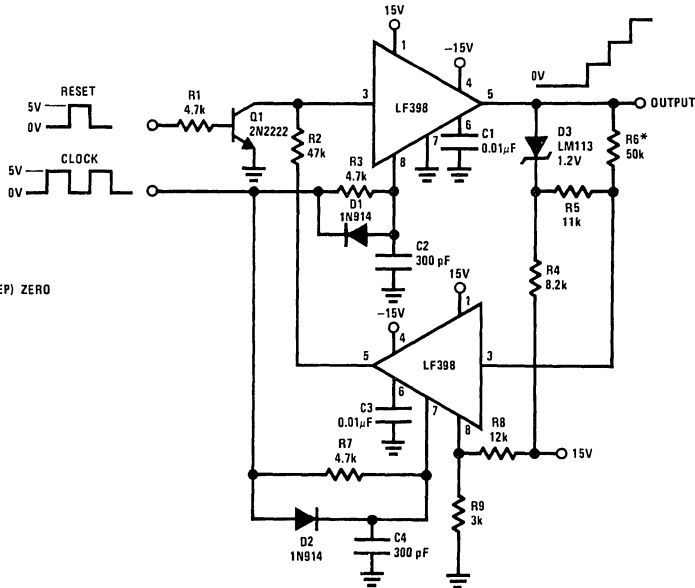 15V
1
-15V
4
0V
RESET
5V
0V
R1
4.7k
Q1
2N2222
3
LF398
5
OUTPUT
6
7
8
C1
0.01μF
D3
LM113
1.2V
R6*
50k
R2
47k
R3
4.7k
CLOCK
5V
0V
D1
1N914
R5
11k
C2
300 pF
R4
8.2k
EP) ZERO
15V
1
-15V
4
5
LF398
3
6
7
8
C3
0.01μF
R8
12k
15V
R7
4.7k
R9
3k
D2
1N914
C4
300 pF